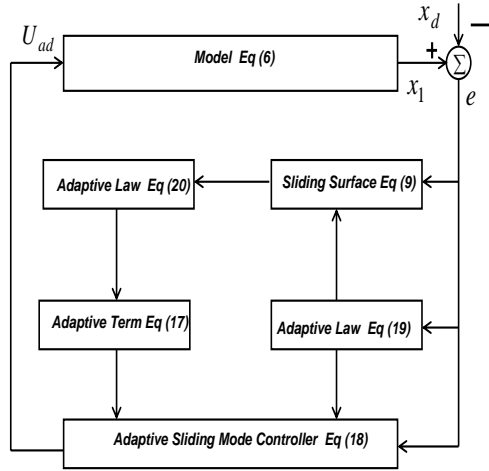 x_d
−
U_ad
Model Eq (6)
+
Σ
x_1
e
Adaptive Law Eq (20)
Sliding Surface Eq (9)
Adaptive Term Eq (17)
Adaptive Law Eq (19)
Adaptive Sliding Mode Controller Eq (18)